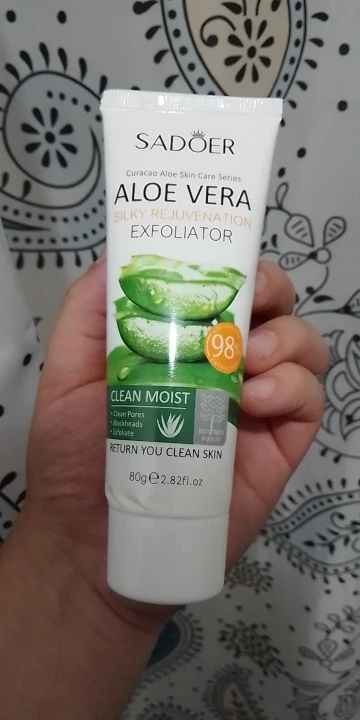 SADOER
Curacao Aloe Skin Care Series
ALOE VERA
SILKY REJUVENATION
EXFOLIATOR
98
CLEAN MOIST
• Clean Pores
• Blackheads
• Exfoliate
RETURN YOU CLEAN SKIN
80g℮2.82fl.oz